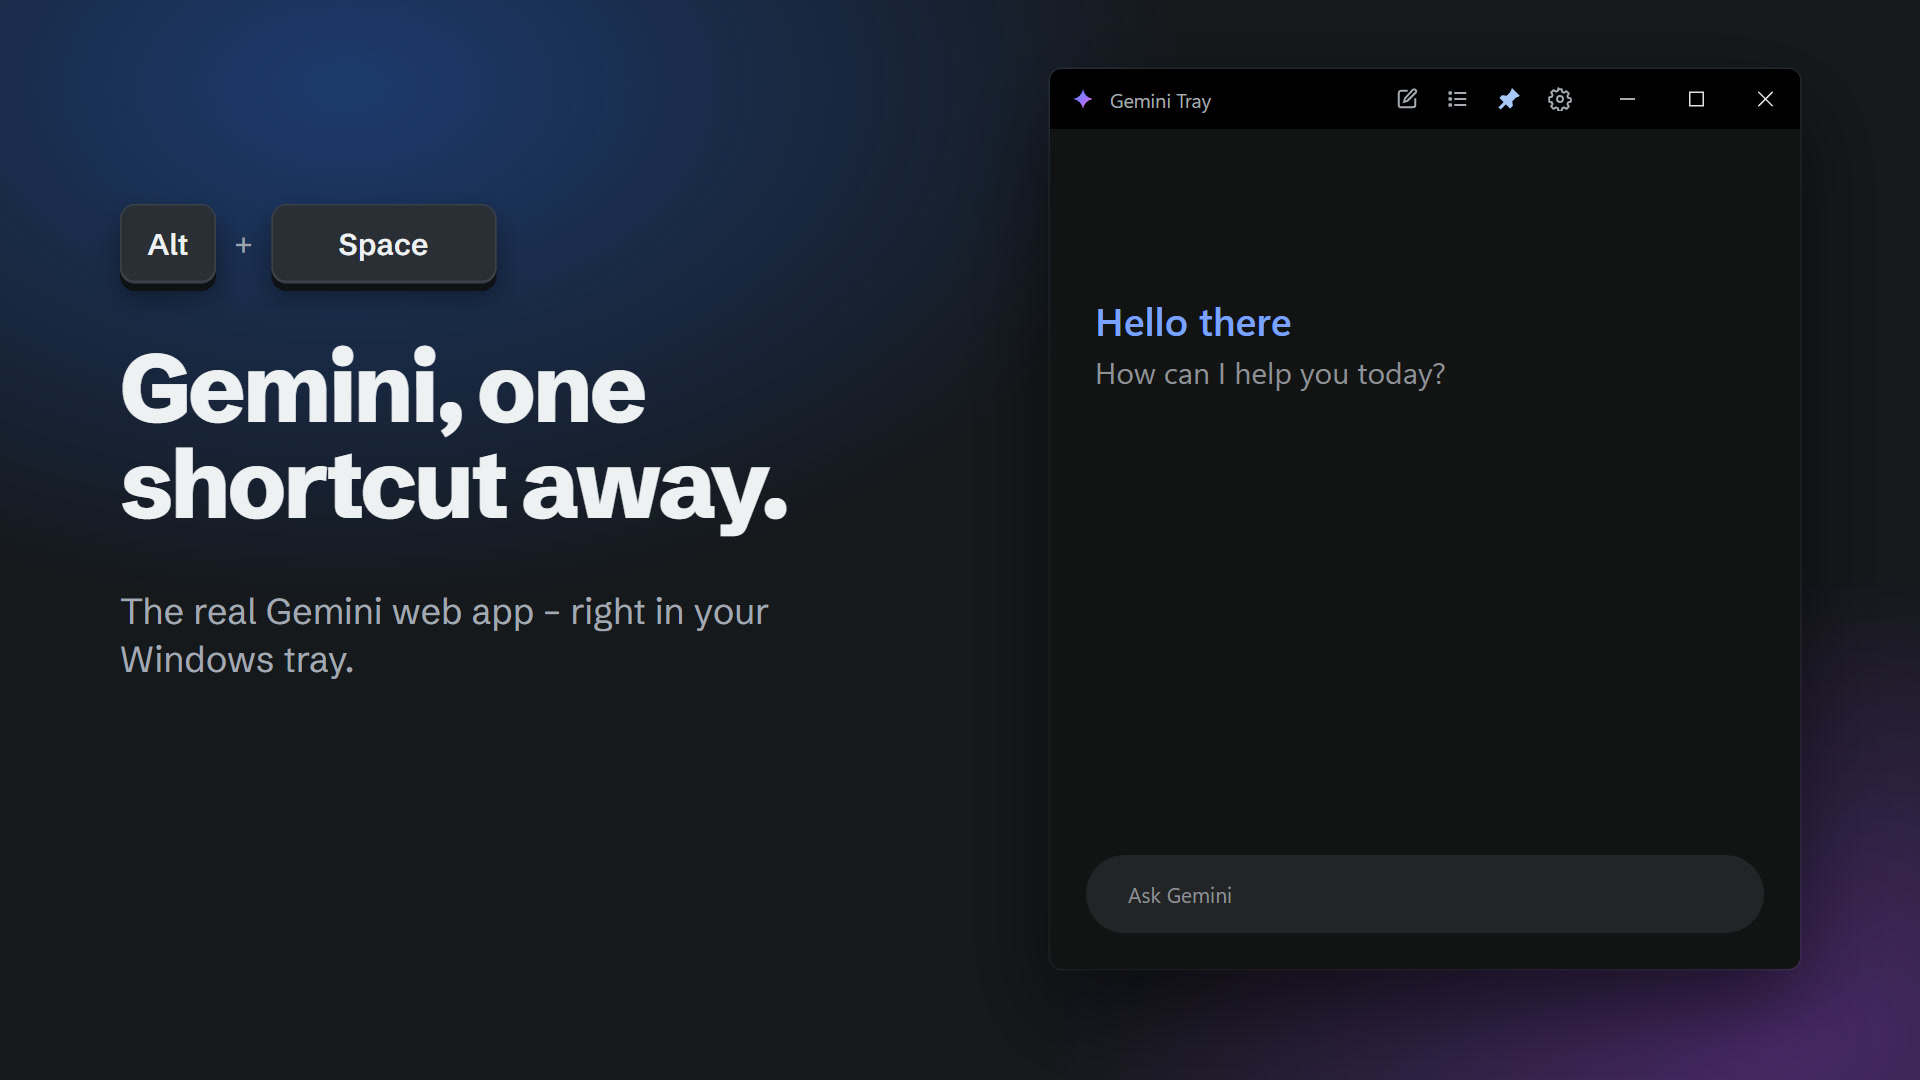 Alt + Space
Gemini, one
shortcut away.
The real Gemini web app – right in your
Windows tray.
Gemini Tray
Hello there
How can I help you today?
Ask Gemini